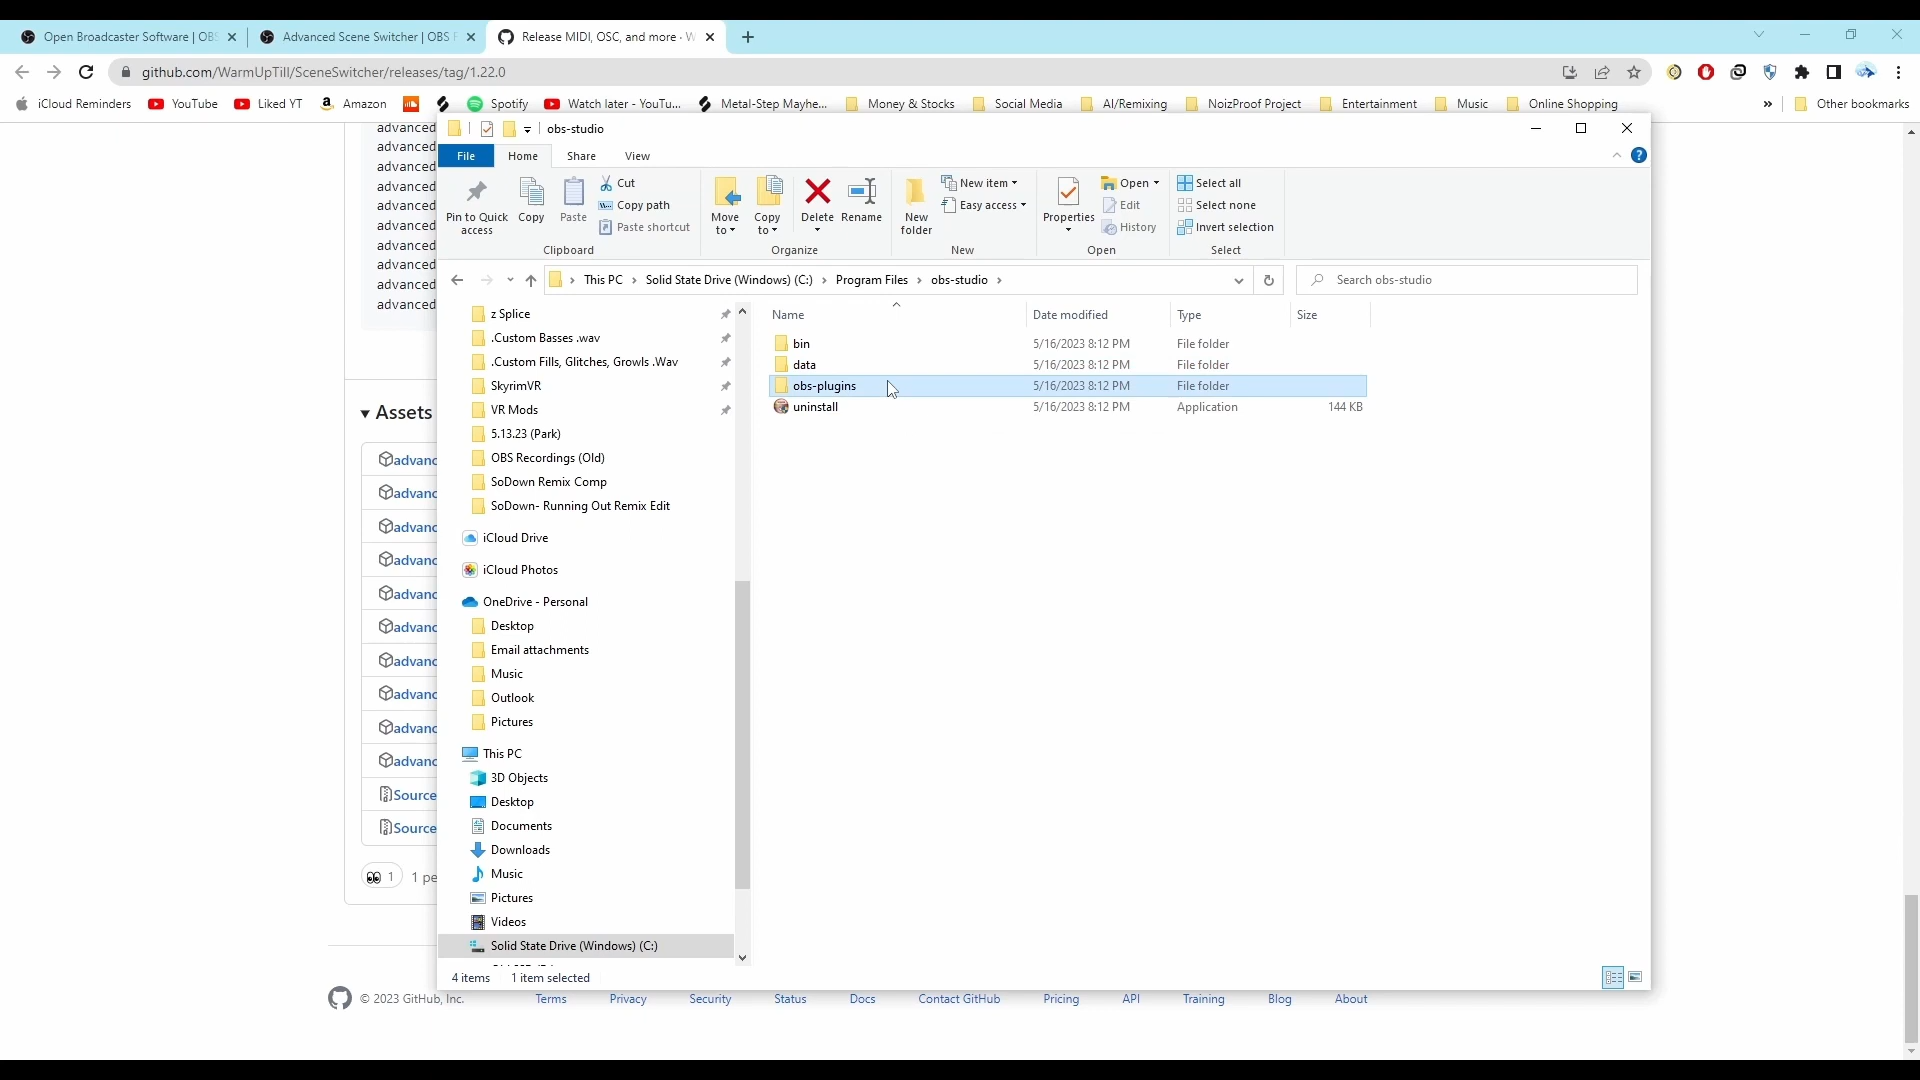 Open Broadcaster Software | OBS
Advanced Scene Switcher | OBS F
Release MIDI, OSC, and more · W
github.com/WarmUpTill/SceneSwitcher/releases/tag/1.22.0
iCloud Reminders
YouTube
Liked YT
Amazon
Spotify
Watch later - YouTu...
Metal-Step Mayhe...
Money & Stocks
Social Media
AI/Remixing
NoizProof Project
Entertainment
Music
Online Shopping
»
Other bookmarks
advanced
advanced
advanced
advanced
advanced
advanced
advanced
advanced
advanced
advanced
Assets
advanc
advanc
advanc
advanc
advanc
advanc
advanc
advanc
advanc
advanc
Source
Source
1
1 pe
obs-studio
File
Home
Share
View
Pin to Quick access
Copy
Paste
Cut
Copy path
Paste shortcut
Clipboard
Move to
Copy to
Delete
Rename
Organize
New folder
New item
Easy access
New
Properties
Open
Edit
History
Open
Select all
Select none
Invert selection
Select
This PC > Solid State Drive (Windows) (C:) > Program Files > obs-studio >
Search obs-studio
z Splice
.Custom Basses .wav
.Custom Fills, Glitches, Growls .Wav
SkyrimVR
VR Mods
5.13.23 (Park)
OBS Recordings (Old)
SoDown Remix Comp
SoDown- Running Out Remix Edit
iCloud Drive
iCloud Photos
OneDrive - Personal
Desktop
Email attachments
Music
Outlook
Pictures
This PC
3D Objects
Desktop
Documents
Downloads
Music
Pictures
Videos
Solid State Drive (Windows) (C:)
Name Date modified Type Size
bin 5/16/2023 8:12 PM File folder
data 5/16/2023 8:12 PM File folder
obs-plugins 5/16/2023 8:12 PM File folder
uninstall 5/16/2023 8:12 PM Application 144 KB
4 items 1 item selected
© 2023 GitHub, Inc.
Terms
Privacy
Security
Status
Docs
Contact GitHub
Pricing
API
Training
Blog
About